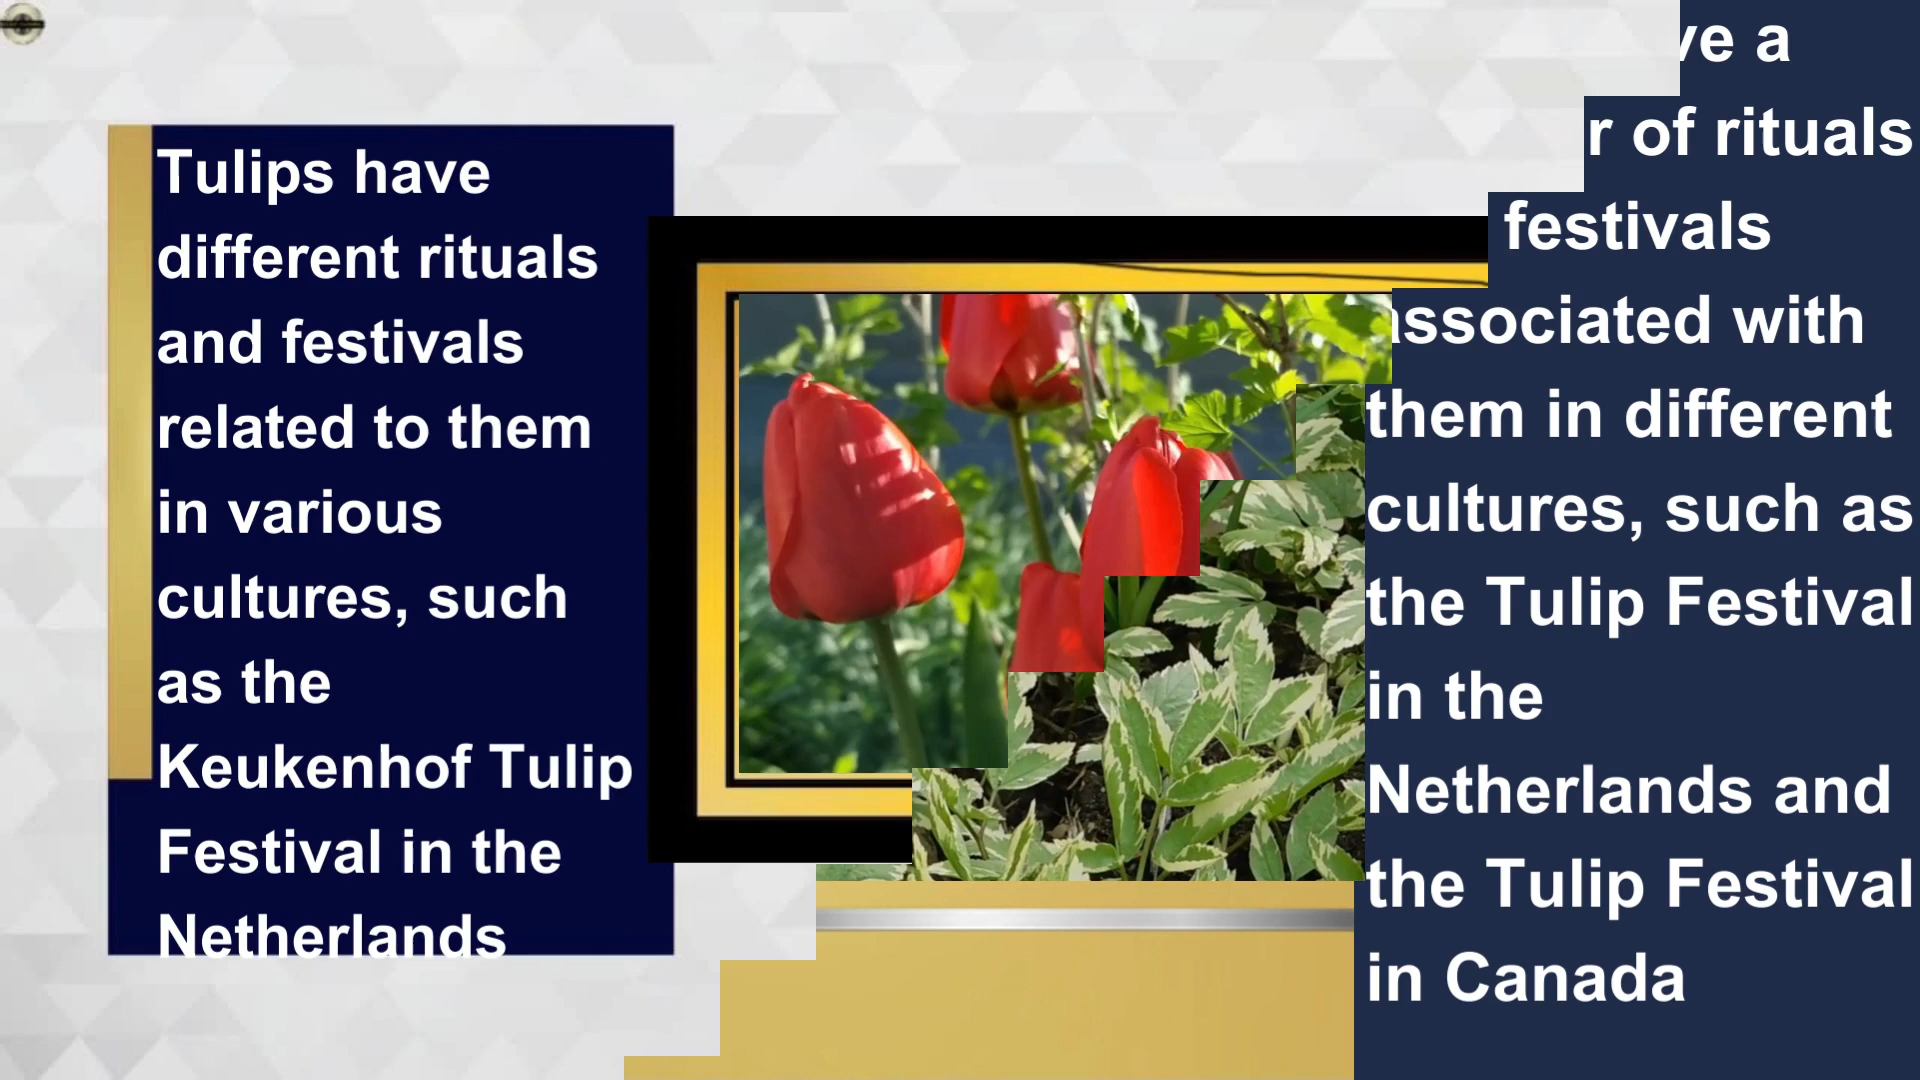 Tulips have
different rituals
and festivals
related to them
in various
cultures, such
as the
Keukenhof Tulip
Festival in the
Netherlands
a
of rituals
festivals
associated with
them in different
cultures, such as
the Tulip Festival
in the
Netherlands and
the Tulip Festival
in Canada